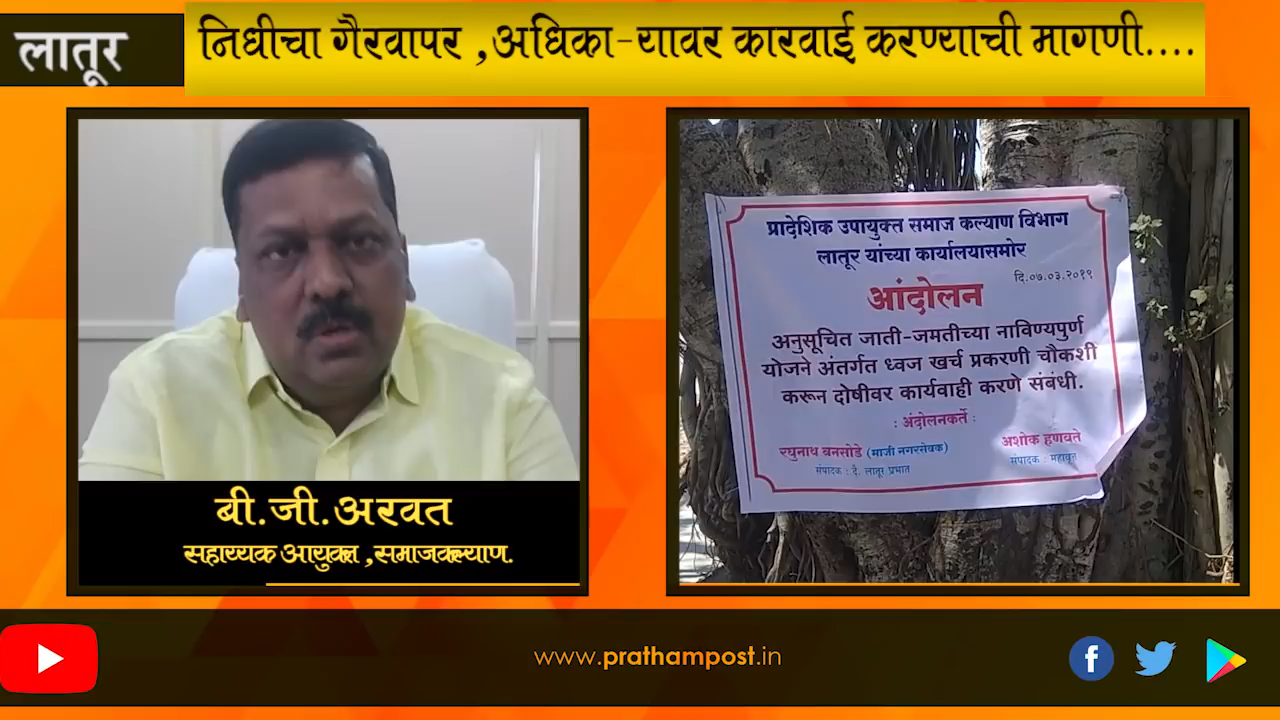 लातूर
निधीचा गैरवापर ,अधिका-यावर कारवाई करण्याची मागणी....
प्रादेशिक उपायुक्त समाज कल्याण विभाग
लातूर यांच्या कार्यालयासमोर
दि.०७.०३.२०१९
आंदोलन
अनुसूचित जाती-जमतीच्या नाविण्यपुर्ण
योजने अंतर्गत ध्वज खर्च प्रकरणी चौकशी
करून दोषीवर कार्यवाही करणे संबंधी.
: अंदोलनकर्ते :
रघुनाथ बनसोडे (माजी नगरसेवक)
संपादक : दै. लातूर प्रभात
अशोक हणवते
संपादक : महावृत्त
बी.जी.अरवत
सहाय्यक आयुक्त ,समाजकल्याण.
www.prathampost.in